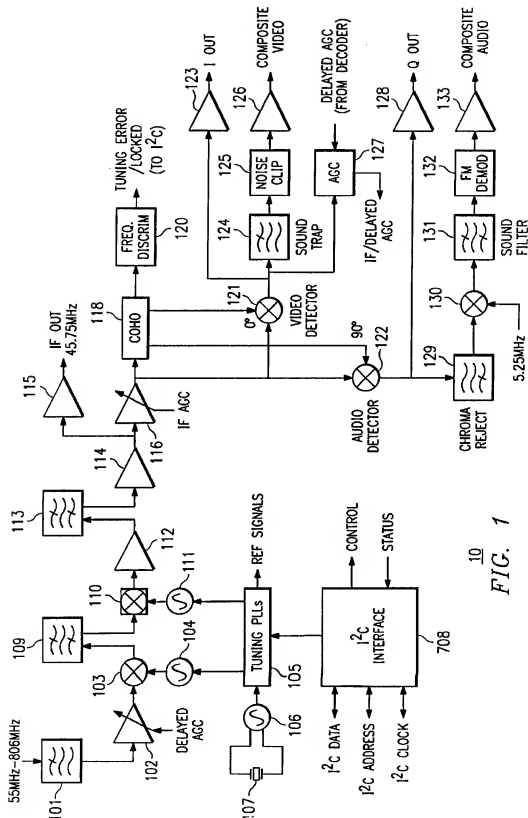 55MHz-806MHz
101
102
DELAYED
AGC
103
104
109
110
111
112
113
114
115
IF OUT
45.75MHz
116
IF AGC
COHO
118
FREQ.
DISCRIM
120
TUNING ERROR
/LOCKED
(TO I²C)
TUNING PLLs
105
REF SIGNALS
106
107
I²C
INTERFACE
708
I²C DATA
I²C ADDRESS
I²C CLOCK
CONTROL
STATUS
0°
121
VIDEO
DETECTOR
90°
122
AUDIO
DETECTOR
123
I OUT
124
SOUND
TRAP
NOISE
CLIP
125
126
COMPOSITE
VIDEO
AGC
127
DELAYED AGC
(FROM DECODER)
IF/DELAYED
AGC
128
Q OUT
129
CHROMA
REJECT
130
5.25MHz
131
SOUND
FILTER
FM
DEMOD
132
133
COMPOSITE
AUDIO
10
FIG. 1